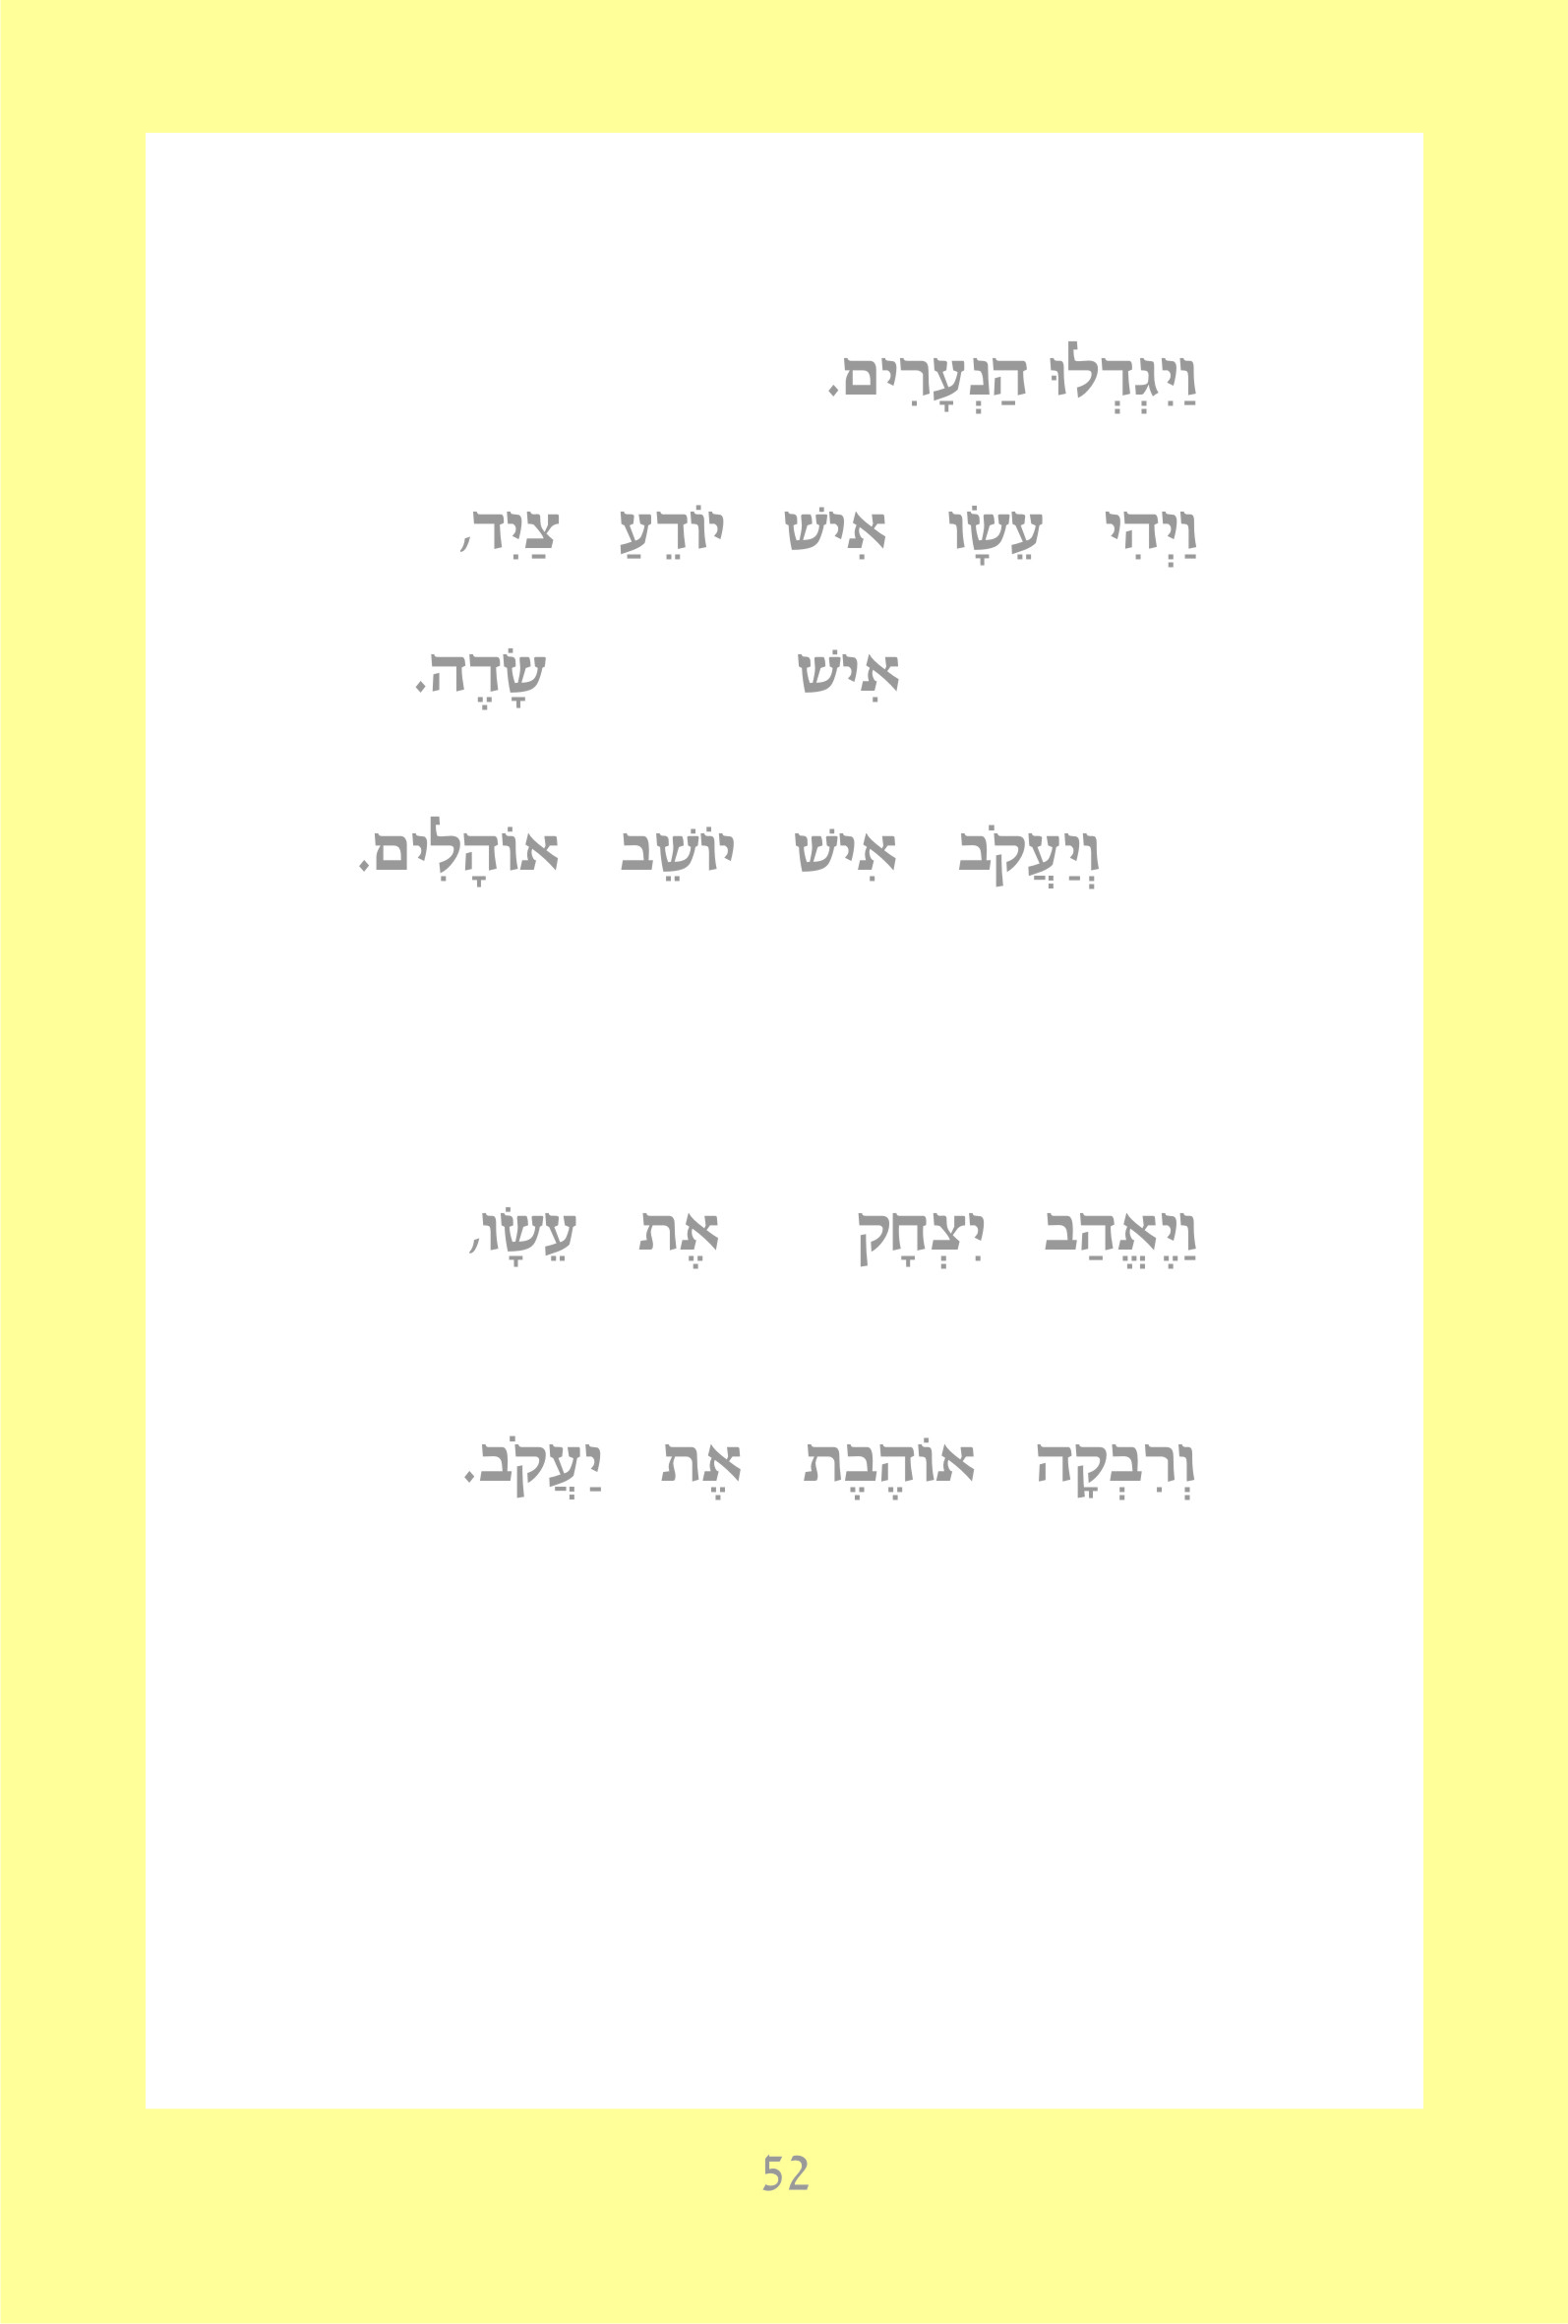 וַיִגְדְלוּ הַנְעָרִים.
וַיְהִי עֵשָׂו אִישׁ יוֹדֵעַ צַיִד,
אִישׁ שָׂדֶה.
וְיַעֲקֹב אִישׁ יוֹשֵׁב אוֹהָלִים.
וַיֶאֱהַב יִצְחָק אֶת עֵשָׂו,
וְרִבְקָה אוֹהֶבֶת אֶת יַעֲקֹב.
52